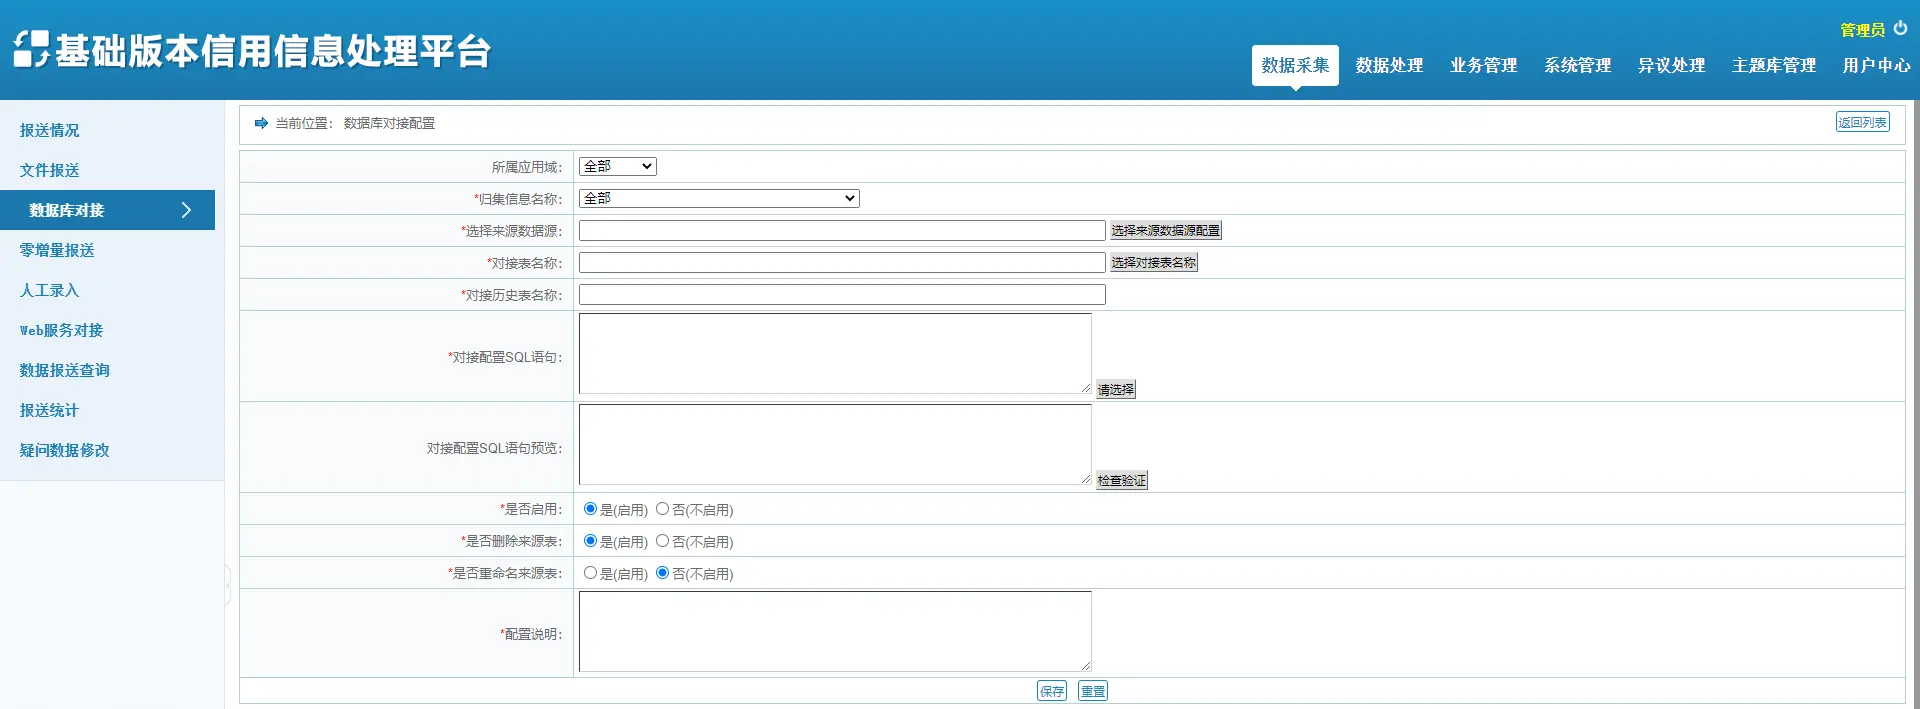 基础版本信用信息处理平台
管理员
数据采集 数据处理 业务管理 系统管理 异议处理 主题库管理 用户中心
报送情况
文件报送
数据库对接
零增量报送
人工录入
Web服务对接
数据报送查询
报送统计
疑问数据修改
当前位置： 数据库对接配置
返回列表
所属应用域： 全部
*归集信息名称： 全部
*选择来源数据源： 选择来源数据源配置
*对接表名称： 选择对接表名称
*对接历史表名称：
*对接配置SQL语句： 请选择
对接配置SQL语句预览： 检查验证
*是否启用： 是(启用) 否(不启用)
*是否删除来源表： 是(启用) 否(不启用)
*是否重命名来源表： 是(启用) 否(不启用)
*配置说明：
保存 重置